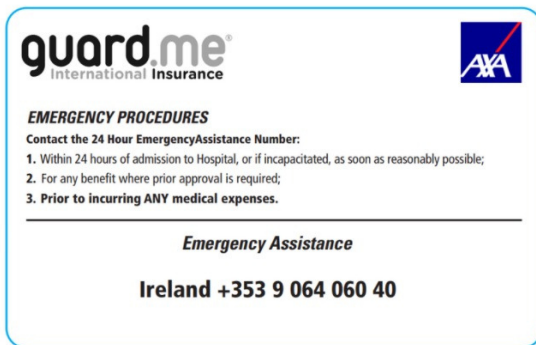 guard.me®
International Insurance
AXA
EMERGENCY PROCEDURES
Contact the 24 Hour EmergencyAssistance Number:
1. Within 24 hours of admission to Hospital, or if incapacitated, as soon as reasonably possible;
2. For any benefit where prior approval is required;
3. Prior to incurring ANY medical expenses.
Emergency Assistance
Ireland +353 9 064 060 40